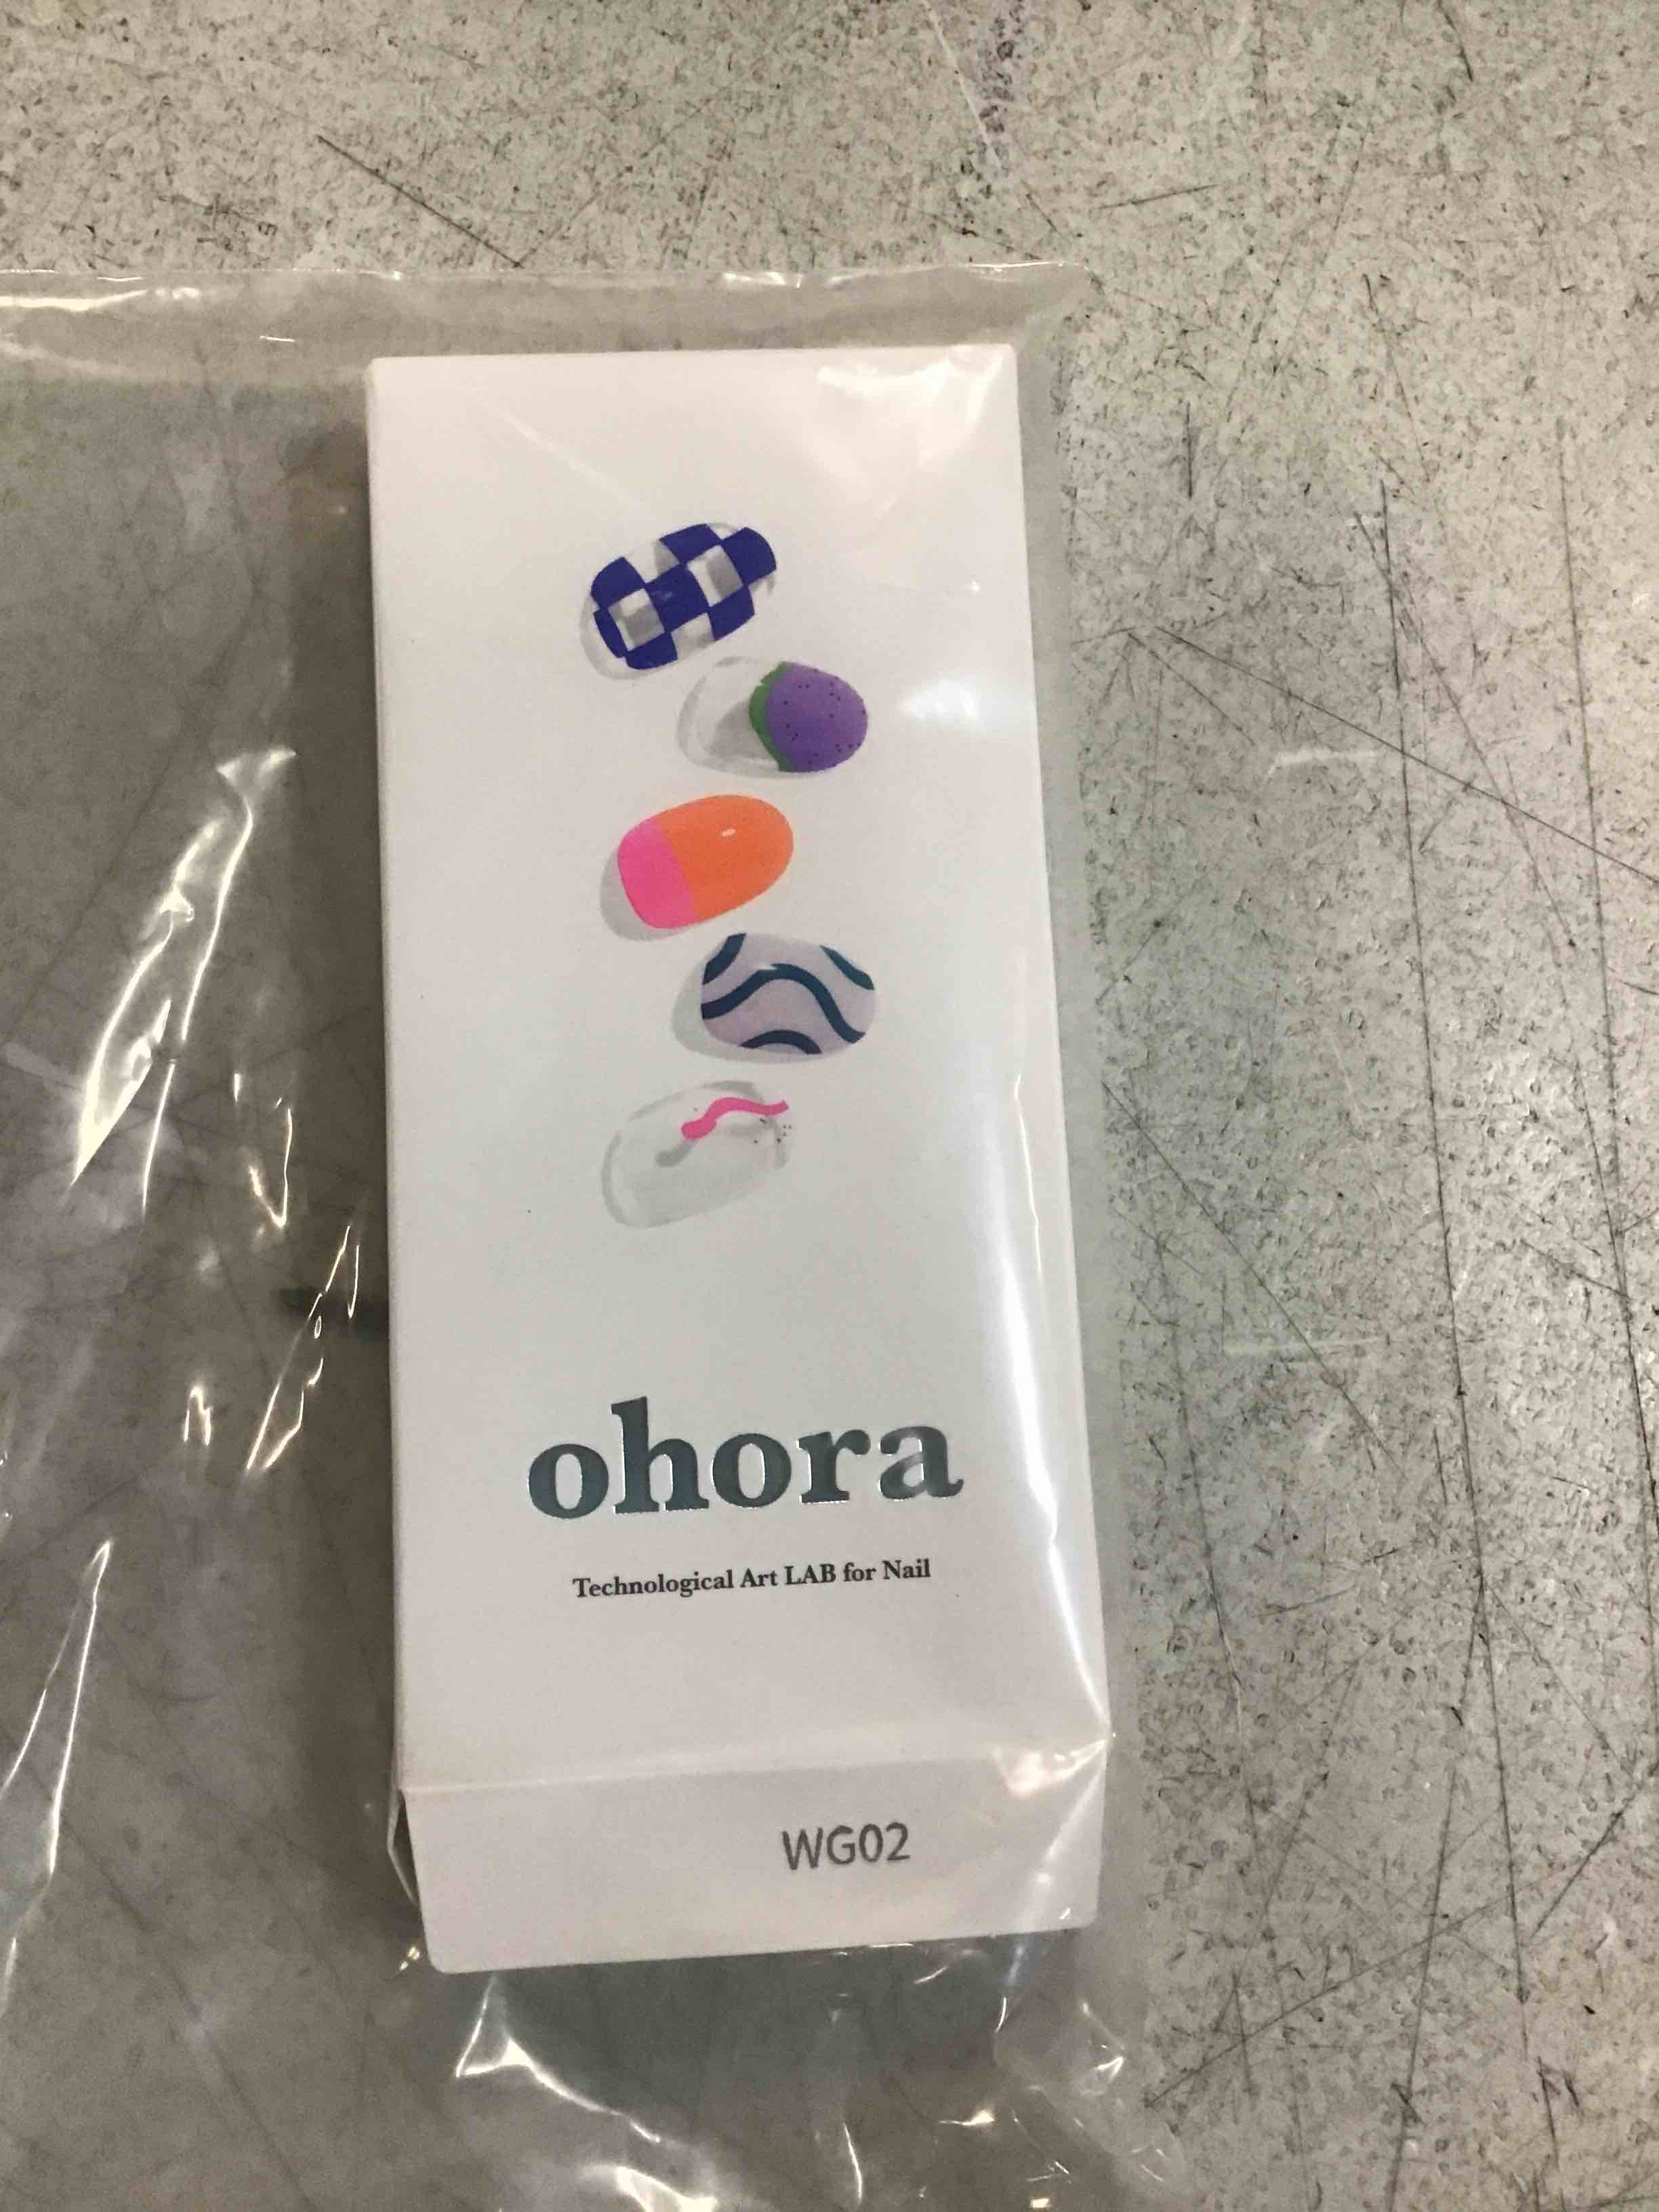 ohora
Technological Art LAB for Nail
WG02